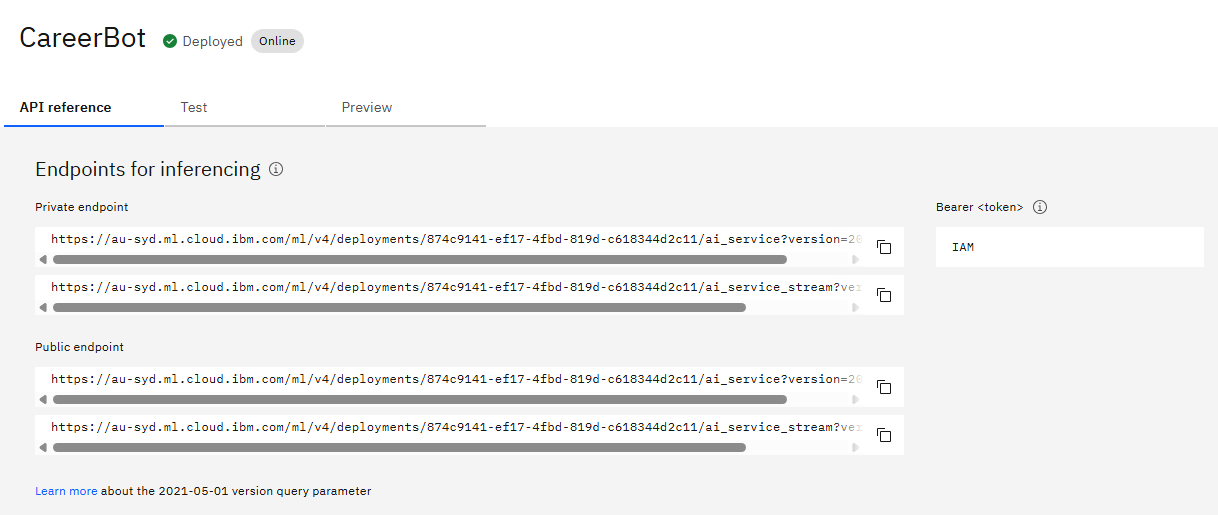 CareerBot Deployed Online
API reference Test Preview
Endpoints for inferencing
Private endpoint
Bearer <token>
https://au-syd.ml.cloud.ibm.com/ml/v4/deployments/874c9141-ef17-4fbd-819d-c618344d2c11/ai_service?version=20
IAM
https://au-syd.ml.cloud.ibm.com/ml/v4/deployments/874c9141-ef17-4fbd-819d-c618344d2c11/ai_service_stream?ver
Public endpoint
https://au-syd.ml.cloud.ibm.com/ml/v4/deployments/874c9141-ef17-4fbd-819d-c618344d2c11/ai_service?version=20
https://au-syd.ml.cloud.ibm.com/ml/v4/deployments/874c9141-ef17-4fbd-819d-c618344d2c11/ai_service_stream?ver
Learn more about the 2021-05-01 version query parameter